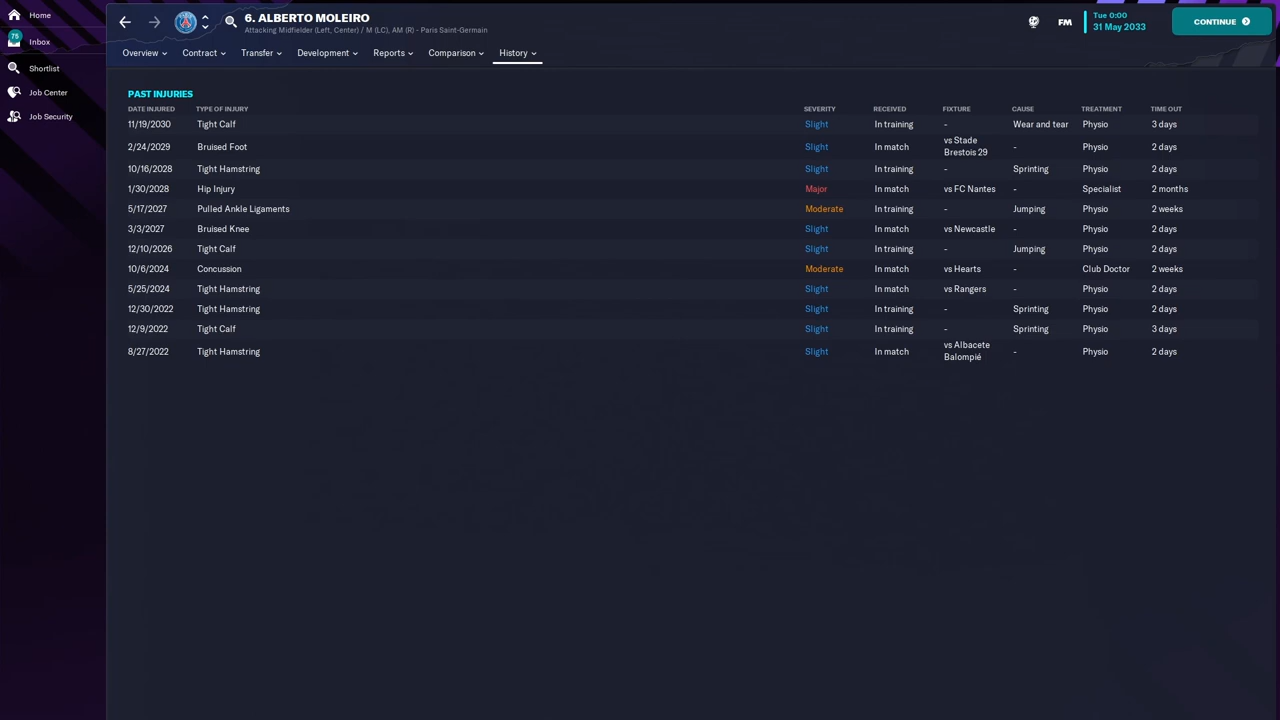 Home
75
Inbox
Shortlist
Job Center
Job Security
6. ALBERTO MOLEIRO
Attacking Midfielder (Left, Center) / M (LC), AM (R) - Paris Saint-Germain
FM
Tue 0:00
31 May 2033
CONTINUE
Overview Contract Transfer Development Reports Comparison History
PAST INJURIES
DATE INJURED TYPE OF INJURY SEVERITY RECEIVED FIXTURE CAUSE TREATMENT TIME OUT
11/19/2030 Tight Calf Slight In training - Wear and tear Physio 3 days
2/24/2029 Bruised Foot Slight In match vs Stade Brestois 29 - Physio 2 days
10/16/2028 Tight Hamstring Slight In training - Sprinting Physio 2 days
1/30/2028 Hip Injury Major In match vs FC Nantes - Specialist 2 months
5/17/2027 Pulled Ankle Ligaments Moderate In training - Jumping Physio 2 weeks
3/3/2027 Bruised Knee Slight In match vs Newcastle - Physio 2 days
12/10/2026 Tight Calf Slight In training - Jumping Physio 2 days
10/6/2024 Concussion Moderate In match vs Hearts - Club Doctor 2 weeks
5/25/2024 Tight Hamstring Slight In match vs Rangers - Physio 2 days
12/30/2022 Tight Hamstring Slight In training - Sprinting Physio 2 days
12/9/2022 Tight Calf Slight In training - Sprinting Physio 3 days
8/27/2022 Tight Hamstring Slight In match vs Albacete Balompié - Physio 2 days